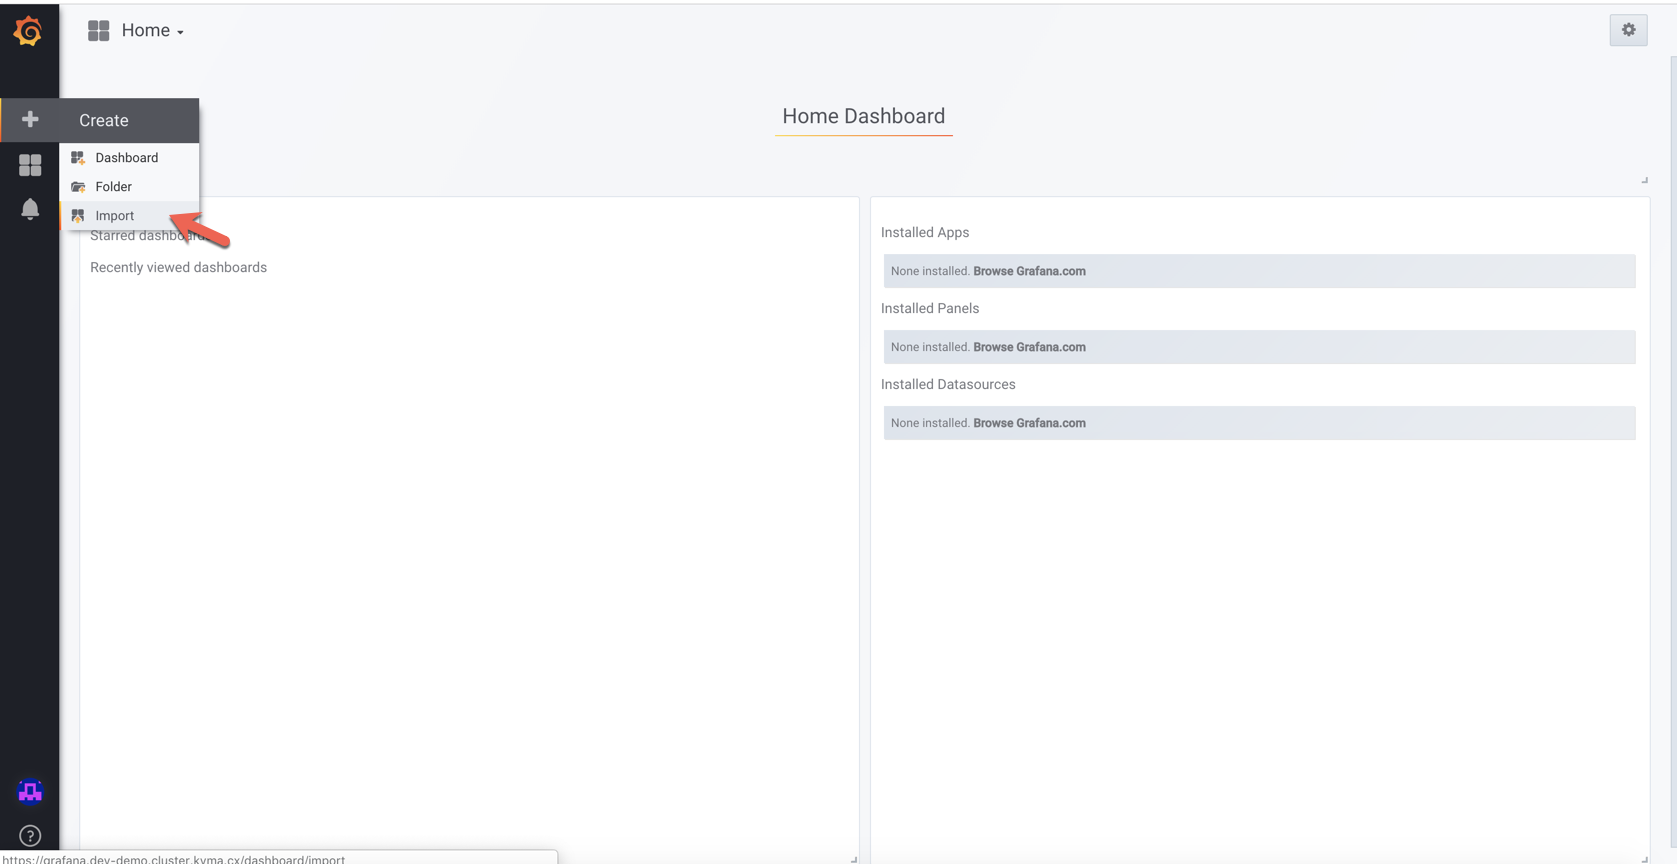 Home
Home Dashboard
Create
Dashboard
Folder
Import
Starred dashboards
Recently viewed dashboards
Installed Apps
None installed. Browse Grafana.com
Installed Panels
None installed. Browse Grafana.com
Installed Datasources
None installed. Browse Grafana.com
?
https://grafana.dev-demo.cluster.kyma.cx/dashboard/import